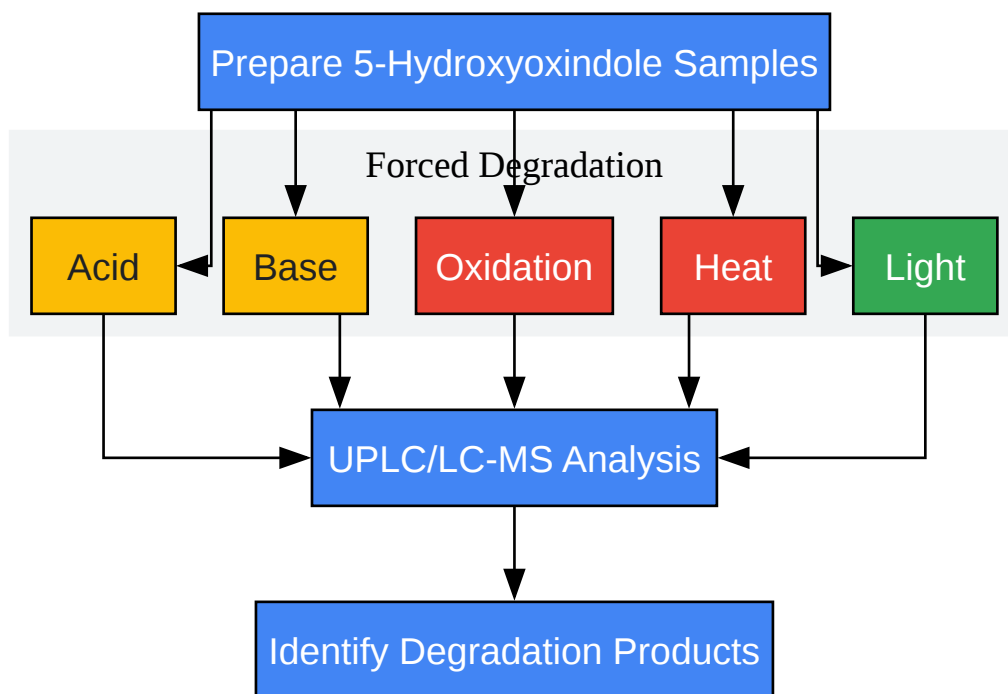 Prepare 5-Hydroxyoxindole Samples
Forced Degradation
Acid
Base
Oxidation
Heat
Light
UPLC/LC-MS Analysis
Identify Degradation Products